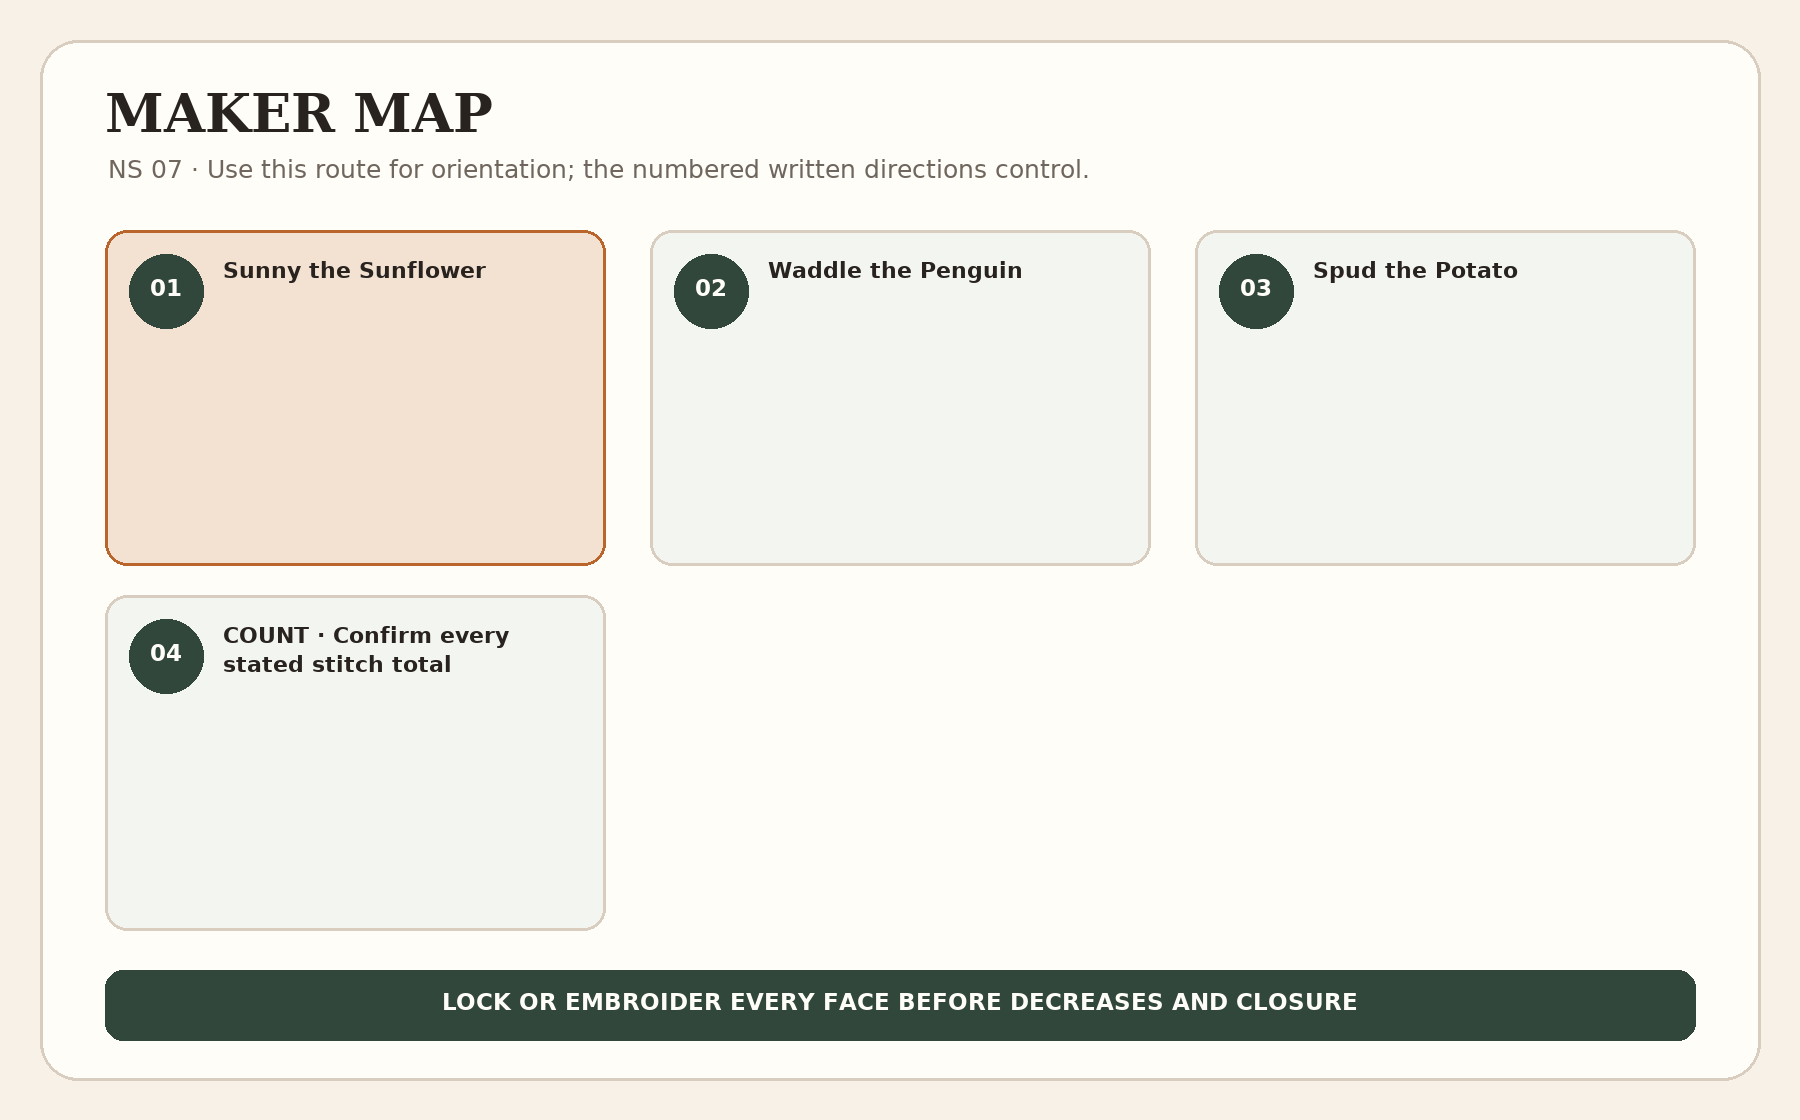 MAKER MAP
NS 07 · Use this route for orientation; the numbered written directions control.
01
Sunny the Sunflower
02
Waddle the Penguin
03
Spud the Potato
04
COUNT · Confirm every
stated stitch total
LOCK OR EMBROIDER EVERY FACE BEFORE DECREASES AND CLOSURE